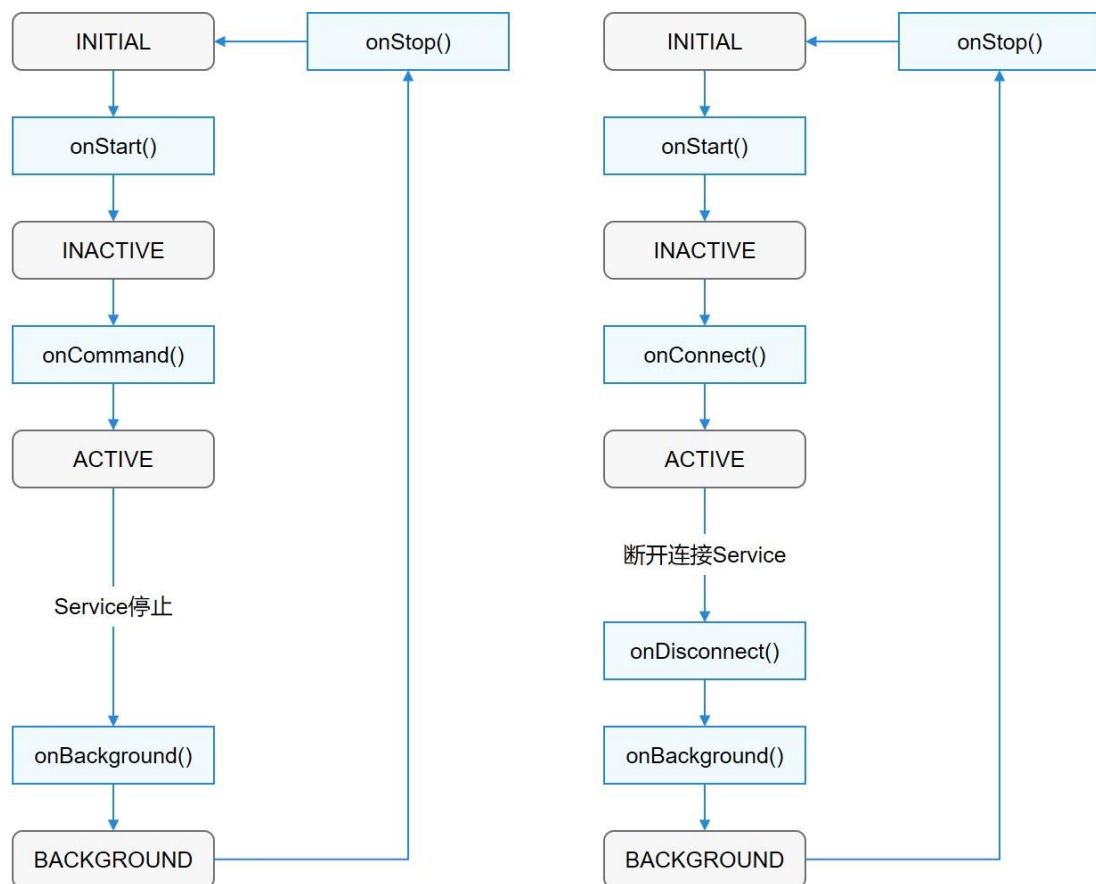 INITIAL
onStop()
onStart()
INACTIVE
onCommand()
ACTIVE
Service停止
onBackground()
BACKGROUND
INITIAL
onStop()
onStart()
INACTIVE
onConnect()
ACTIVE
断开连接Service
onDisconnect()
onBackground()
BACKGROUND